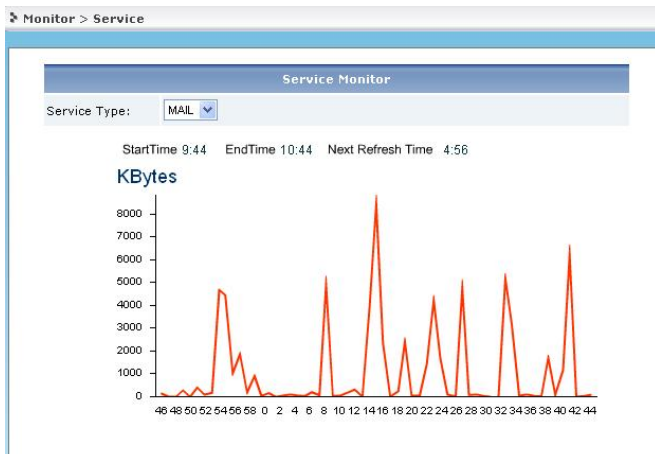 Monitor > Service
Service Monitor
Service Type: MAIL
StartTime 9:44 EndTime 10:44 Next Refresh Time 4:56
KBytes
8000
7000
6000
5000
4000
3000
2000
1000
0
46 48 50 52 54 56 58 0 2 4 6 8 10 12 14 16 18 20 22 24 26 28 30 32 34 36 38 40 42 44